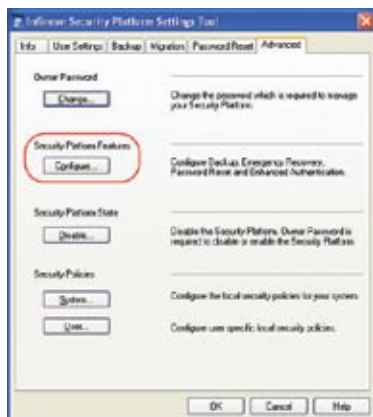 Infineon Security Platform Settings Tool
Info User Settings Backup Migration Password Reset Advanced
Owner Password
Change...
Change the password which is required to manage
your Security Platform.
Security Platform Features
Configure...
Configure Backup, Emergency Recovery,
Password Reset and Enhanced Authentication.
Security Platform State
Disable...
Disable the Security Platform. Owner Password is
required to disable or enable the Security Platform
Security Policies
System...
Configure the local security policies for your system.
User...
Configure user specific local security policies.
OK Cancel Help